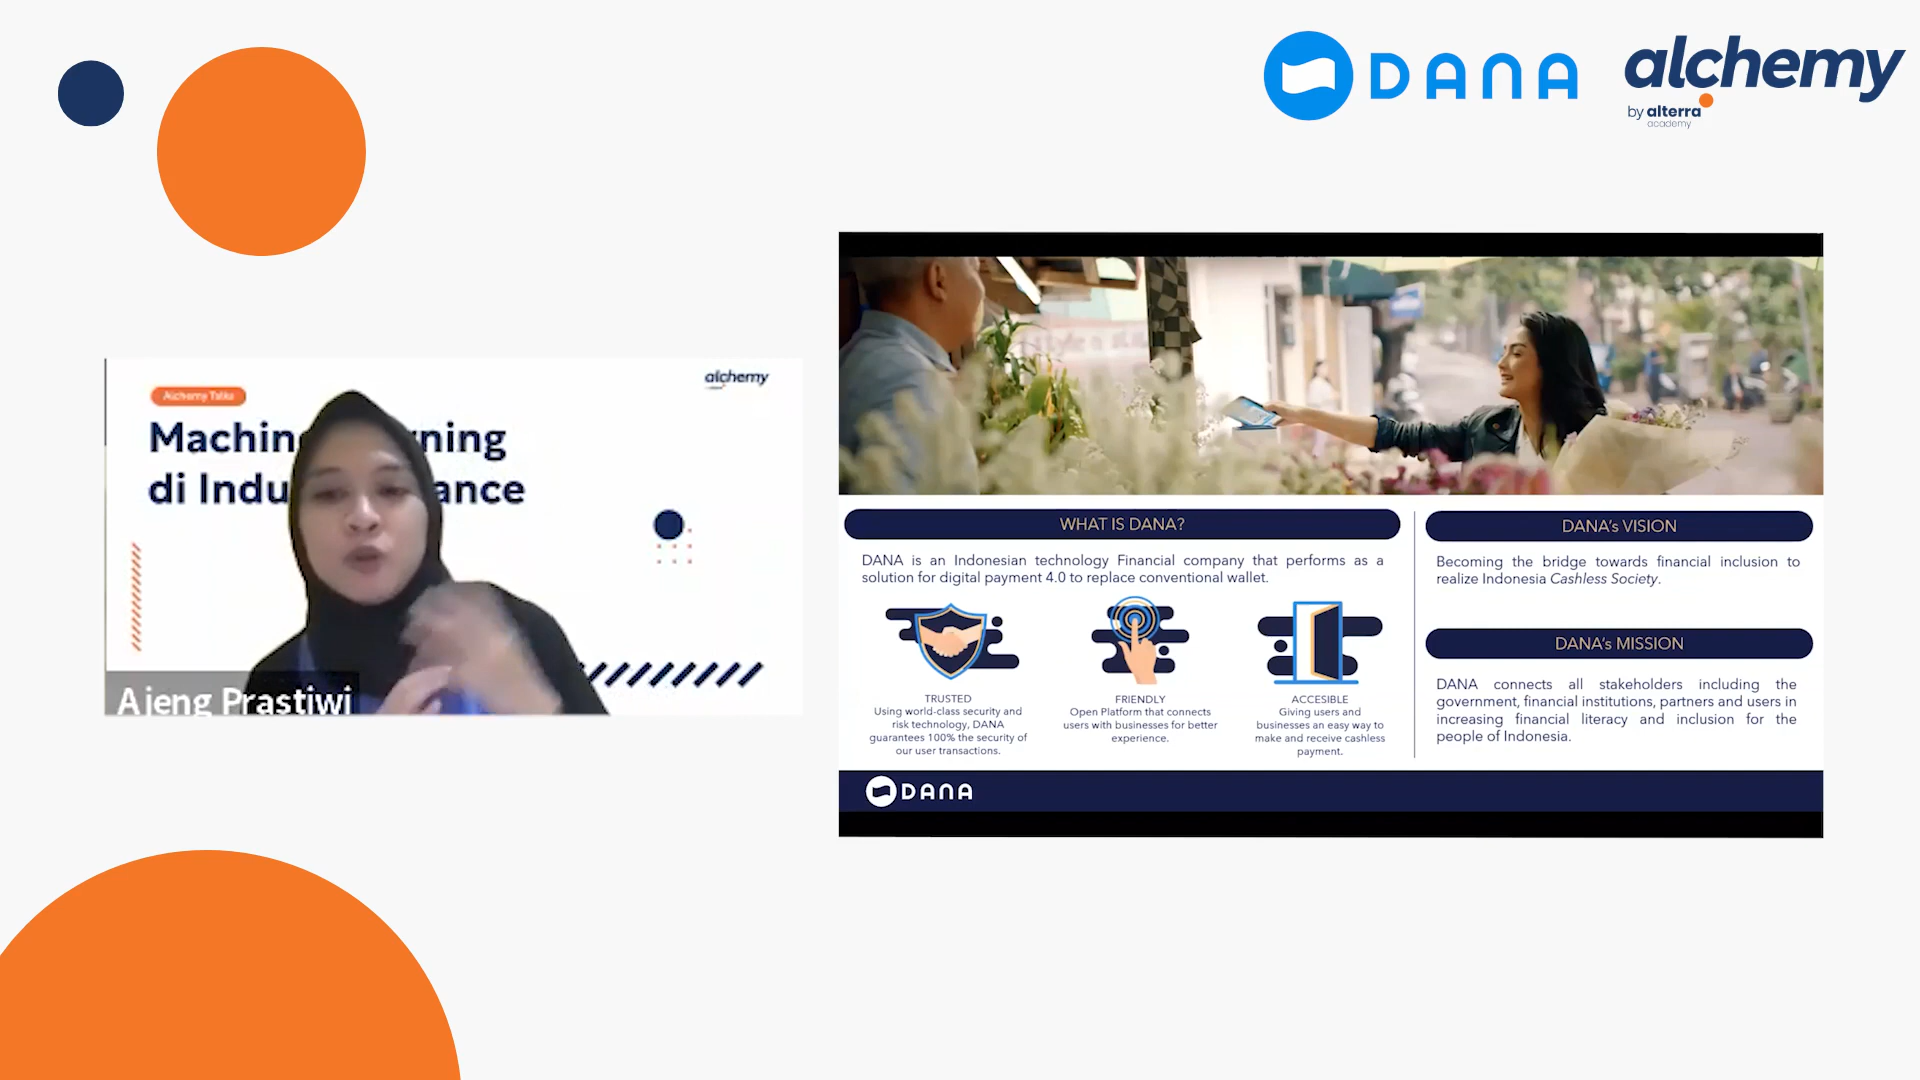 DANA
alchemy
by alterra
academy
alchemy
Alchemy Talks
di Indu
WHAT IS DANA?
DANA is an Indonesian technology Financial company that performs as a
solution for digital payment 4.0 to replace conventional wallet.
TRUSTED
Using world-class security and
risk technology, DANA
guarantees 100% the security of
our user transactions.
FRIENDLY
Open Platform that connects
users with businesses for better
experience.
ACCESIBLE
Giving users and
businesses an easy way to
make and receive cashless
payment.
DANA's VISION
Becoming the bridge towards financial inclusion to
realize Indonesia Cashless Society.
DANA's MISSION
DANA connects all stakeholders including the
government, financial institutions, partners and users in
increasing financial literacy and inclusion for the
people of Indonesia.
Ajeng Prastiwi
DANA